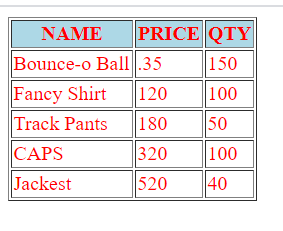 NAME PRICE QTY
Bounce-o Ball .35 150
Fancy Shirt 120 100
Track Pants 180 50
CAPS 320 100
Jackest 520 40